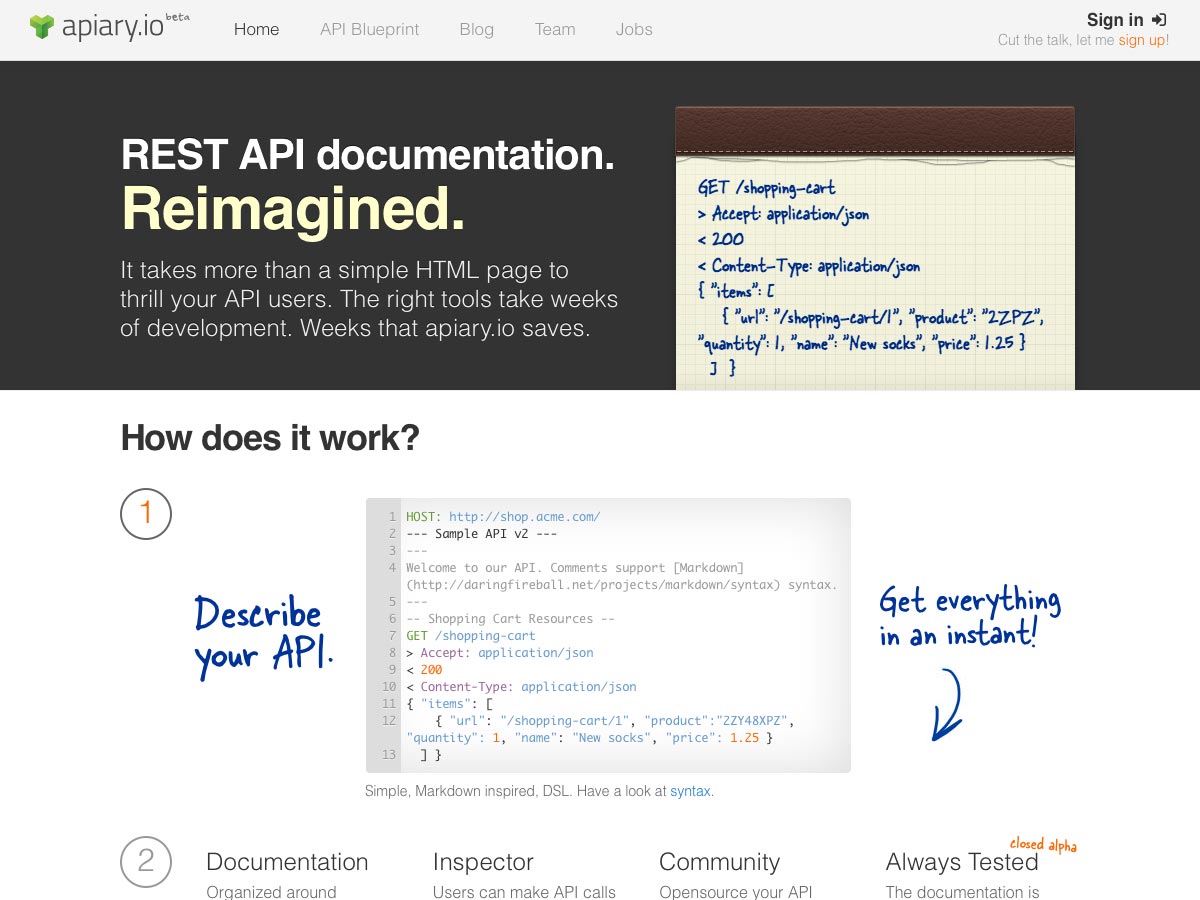 apiary.io beta
Home API Blueprint Blog Team Jobs
Sign in
Cut the talk, let me sign up!
REST API documentation.
Reimagined.
It takes more than a simple HTML page to
thrill your API users. The right tools take weeks
of development. Weeks that apiary.io saves.
GET /shopping-cart
> Accept: application/json
< 200
< Content-Type: application/json
{ "items": [
{ "url": "/shopping-cart/1", "product": "2ZPZ",
"quantity": 1, "name": "New socks", "price": 1.25 }
] }
How does it work?
1
Describe
your API.
1 HOST: http://shop.acme.com/
2 --- Sample API v2 ---
3 ---
4 Welcome to our API. Comments support [Markdown]
(http://daringfireball.net/projects/markdown/syntax) syntax.
5 ---
6 -- Shopping Cart Resources --
7 GET /shopping-cart
8 > Accept: application/json
9 < 200
10 < Content-Type: application/json
11 { "items": [
12 { "url": "/shopping-cart/1", "product":"2ZY48XPZ",
"quantity": 1, "name": "New socks", "price": 1.25 }
13 ] }
Get everything
in an instant!
Simple, Markdown inspired, DSL. Have a look at syntax.
2
Documentation
Organized around
Inspector
Users can make API calls
Community
Opensource your API
closed alpha
Always Tested
The documentation is